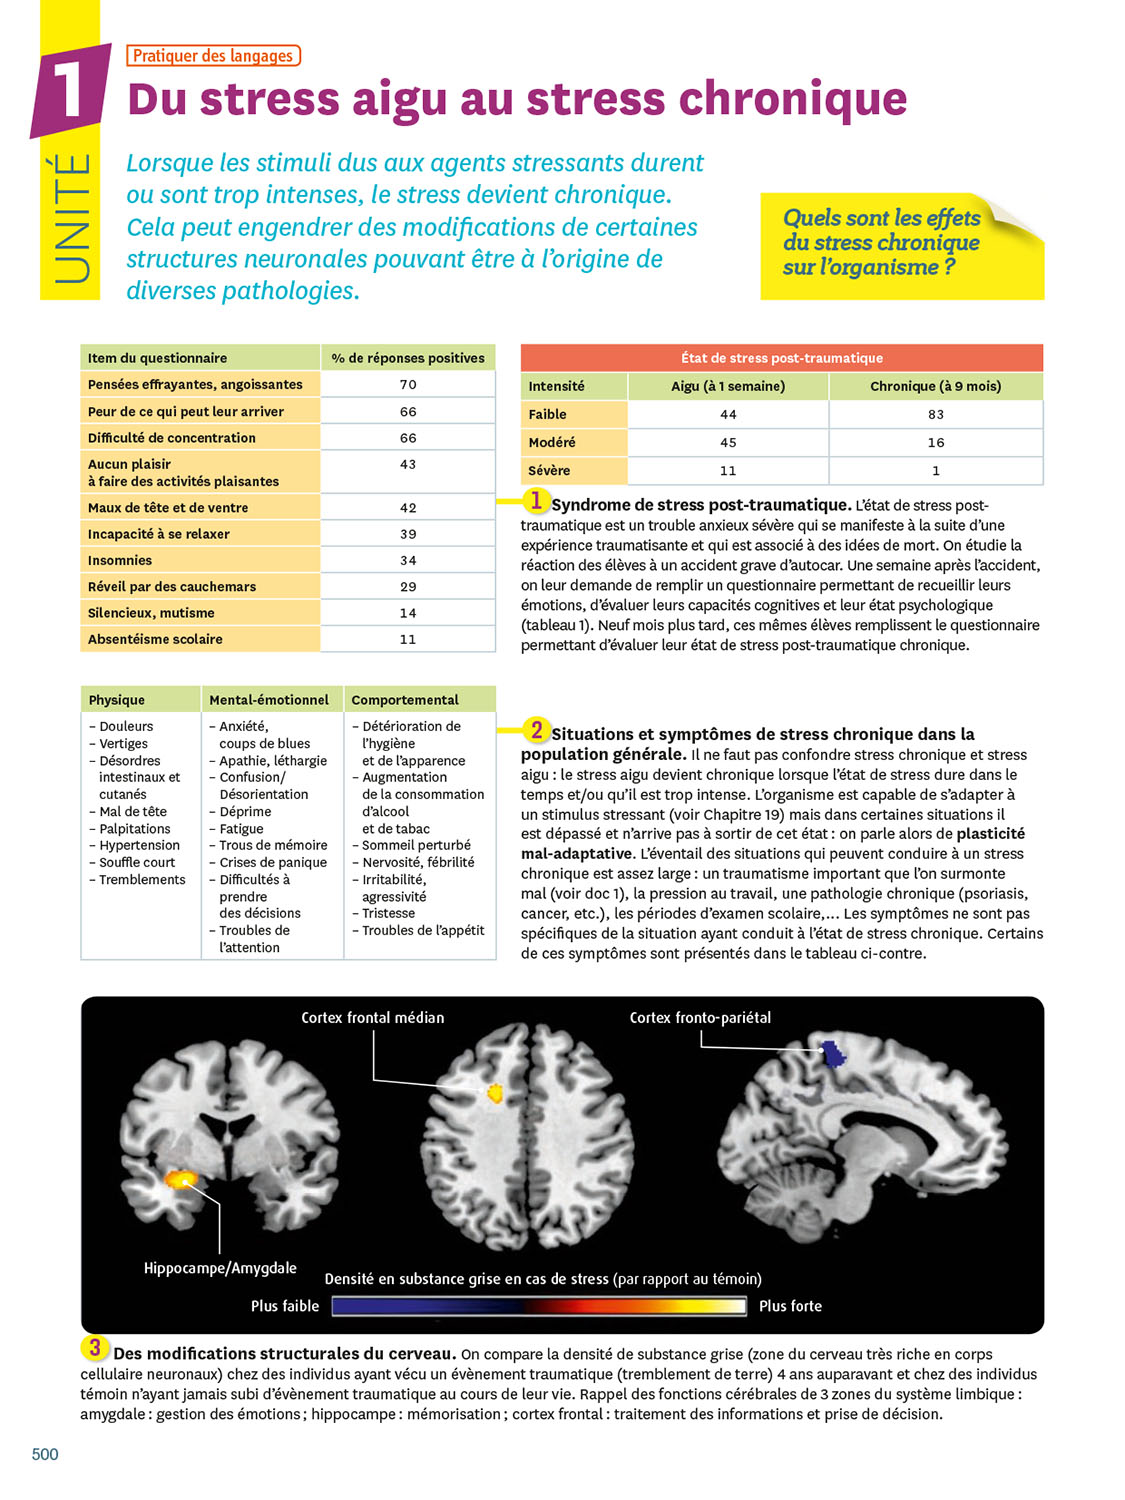 Pratiquer des langages
1
Du stress aigu au stress chronique
UNITÉ
Lorsque les stimuli dus aux agents stressants durent
ou sont trop intenses, le stress devient chronique.
Cela peut engendrer des modifications de certaines
structures neuronales pouvant être à l’origine de
diverses pathologies.
Quels sont les effets
du stress chronique
sur l’organisme ?
Item du questionnaire % de réponses positives
Pensées effrayantes, angoissantes 70
Peur de ce qui peut leur arriver 66
Difficulté de concentration 66
Aucun plaisir
à faire des activités plaisantes 43
Maux de tête et de ventre 42
Incapacité à se relaxer 39
Insomnies 34
Réveil par des cauchemars 29
Silencieux, mutisme 14
Absentéisme scolaire 11
État de stress post-traumatique
Intensité Aigu (à 1 semaine) Chronique (à 9 mois)
Faible 44 83
Modéré 45 16
Sévère 11 1
1 Syndrome de stress post-traumatique. L’état de stress post-
traumatique est un trouble anxieux sévère qui se manifeste à la suite d’une
expérience traumatisante et qui est associé à des idées de mort. On étudie la
réaction des élèves à un accident grave d’autocar. Une semaine après l’accident,
on leur demande de remplir un questionnaire permettant de recueillir leurs
émotions, d’évaluer leurs capacités cognitives et leur état psychologique
(tableau 1). Neuf mois plus tard, ces mêmes élèves remplissent le questionnaire
permettant d’évaluer leur état de stress post-traumatique chronique.
Physique
– Douleurs
– Vertiges
– Désordres
intestinaux et
cutanés
– Mal de tête
– Palpitations
– Hypertension
– Souffle court
– Tremblements
Mental-émotionnel
– Anxiété,
coups de blues
– Apathie, léthargie
– Confusion/
Désorientation
– Déprime
– Fatigue
– Trous de mémoire
– Crises de panique
– Difficultés à
prendre
des décisions
– Troubles de
l’attention
Comportemental
– Détérioration de
l’hygiène
et de l’apparence
– Augmentation
de la consommation
d’alcool
et de tabac
– Sommeil perturbé
– Nervosité, fébrilité
– Irritabilité,
agressivité
– Tristesse
– Troubles de l’appétit
2 Situations et symptômes de stress chronique dans la
population générale. Il ne faut pas confondre stress chronique et stress
aigu : le stress aigu devient chronique lorsque l’état de stress dure dans le
temps et/ou qu’il est trop intense. L’organisme est capable de s’adapter à
un stimulus stressant (voir Chapitre 19) mais dans certaines situations il
est dépassé et n’arrive pas à sortir de cet état : on parle alors de plasticité
mal-adaptative. L’éventail des situations qui peuvent conduire à un stress
chronique est assez large : un traumatisme important que l’on surmonte
mal (voir doc 1), la pression au travail, une pathologie chronique (psoriasis,
cancer, etc.), les périodes d’examen scolaire,... Les symptômes ne sont pas
spécifiques de la situation ayant conduit à l’état de stress chronique. Certains
de ces symptômes sont présentés dans le tableau ci-contre.
Cortex frontal médian
Cortex fronto-pariétal
Hippocampe/Amygdale
Densité en substance grise en cas de stress (par rapport au témoin)
Plus faible Plus forte
3 Des modifications structurales du cerveau. On compare la densité de substance grise (zone du cerveau très riche en corps
cellulaire neuronaux) chez des individus ayant vécu un évènement traumatique (tremblement de terre) 4 ans auparavant et chez des individus
témoin n’ayant jamais subi d’évènement traumatique au cours de leur vie. Rappel des fonctions cérébrales de 3 zones du système limbique :
amygdale : gestion des émotions ; hippocampe : mémorisation ; cortex frontal : traitement des informations et prise de décision.
500